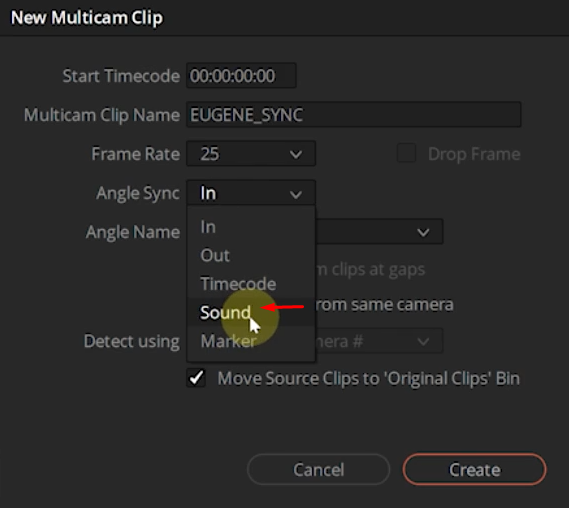 New Multicam Clip
Start Timecode 00:00:00:00
Multicam Clip Name EUGENE_SYNC
Frame Rate 25 Drop Frame
Angle Sync In
In
Angle Name
Out
clips at gaps
Timecode
Sound from same camera
Detect using Marker #
Move Source Clips to 'Original Clips' Bin
Cancel Create